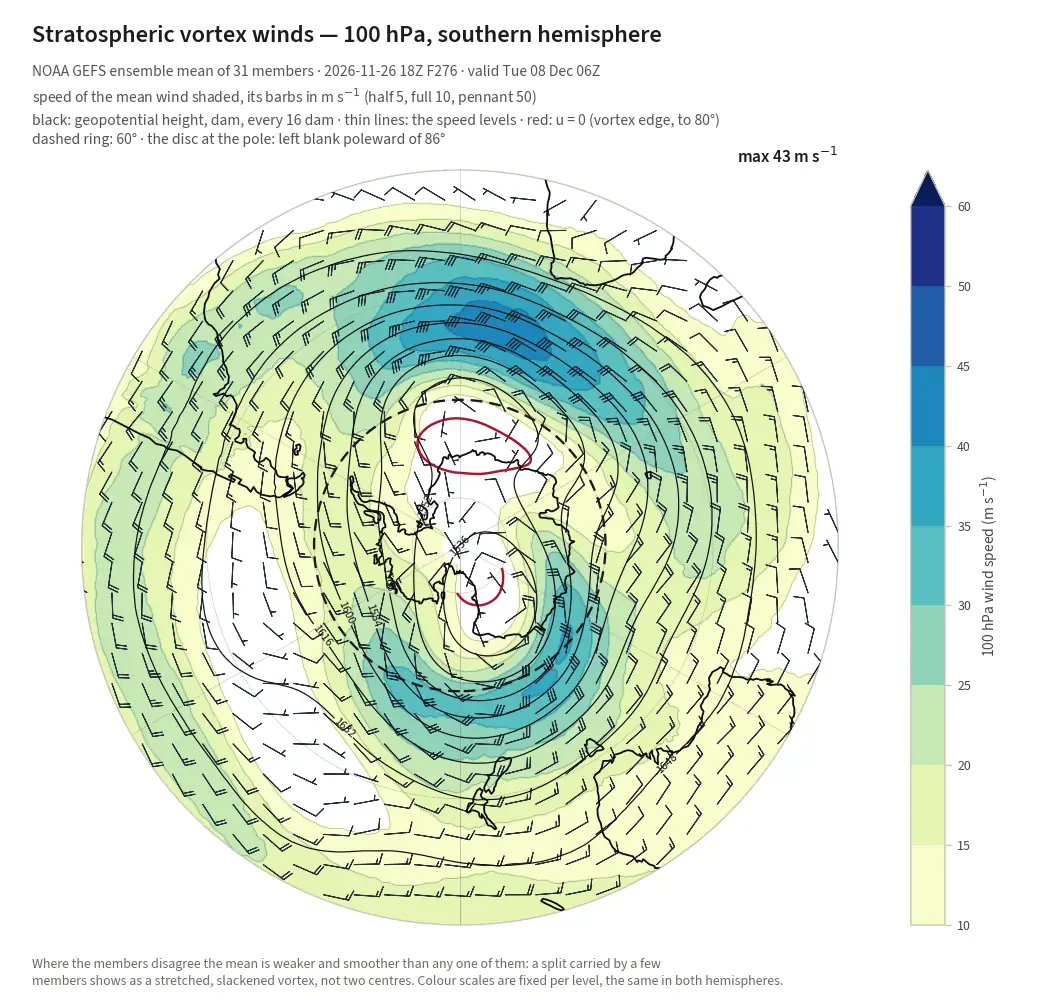 Stratospheric vortex winds — 100 hPa, southern hemisphere
NOAA GEFS ensemble mean of 31 members · 2026-11-26 18Z F276 · valid Tue 08 Dec 06Z
speed of the mean wind shaded, its barbs in m s⁻¹ (half 5, full 10, pennant 50)
black: geopotential height, dam, every 16 dam · thin lines: the speed levels · red: u = 0 (vortex edge, to 80°)
dashed ring: 60° · the disc at the pole: left blank poleward of 86°
max 43 m s⁻¹
60
50
45
40
35
30
25
20
15
10
100 hPa wind speed (m s⁻¹)
1600
1616
1648
Where the members disagree the mean is weaker and smoother than any one of them: a split carried by a few
members shows as a stretched, slackened vortex, not two centres. Colour scales are fixed per level, the same in both hemispheres.